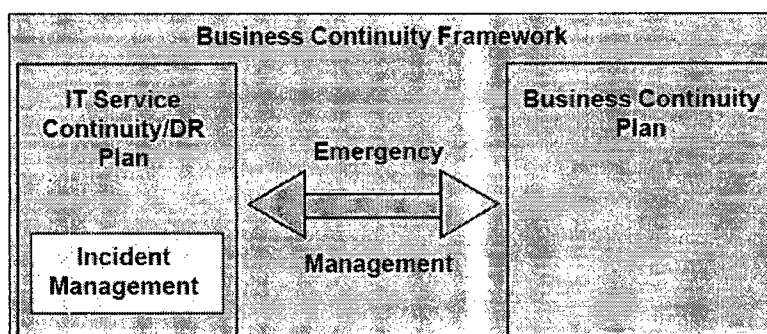 Business Continuity Framework
IT Service
Continuity/DR
Plan
Incident
Management
Emergency
Management
Business Continuity
Plan